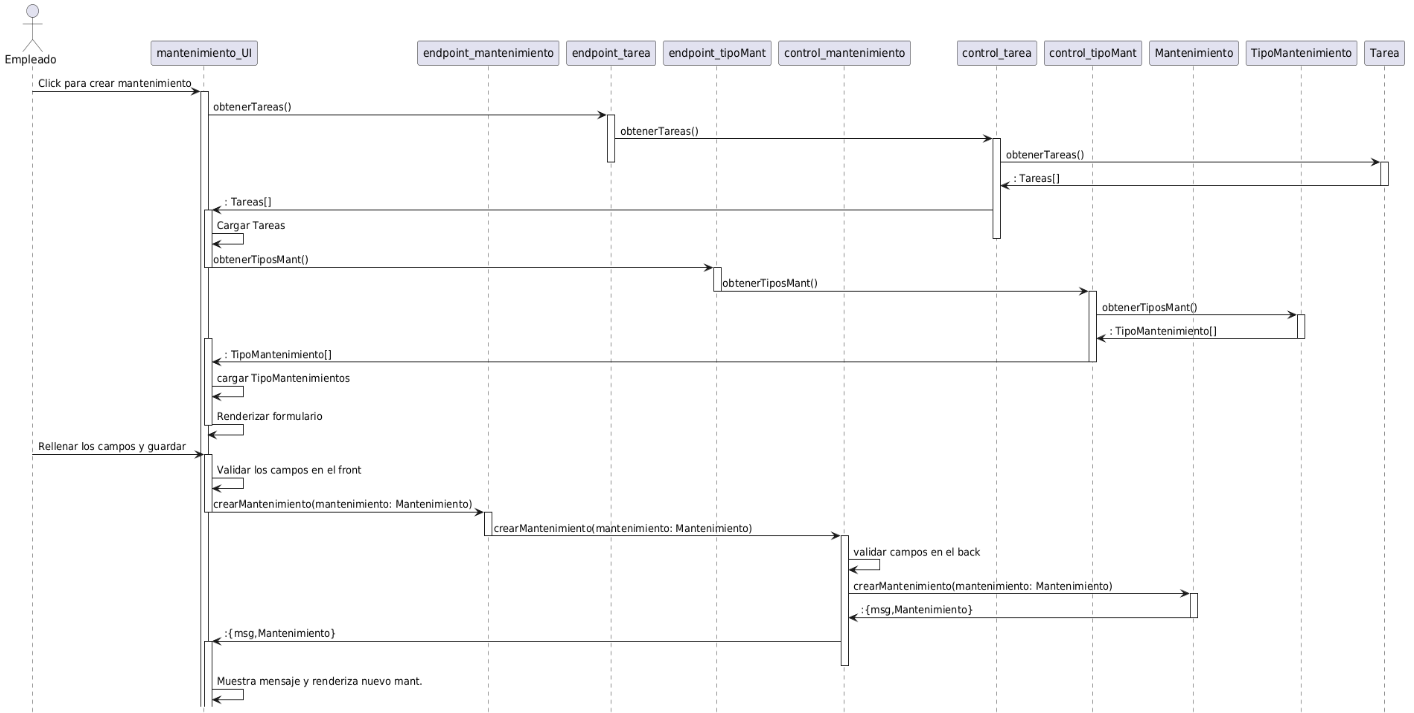 Empleado
mantenimiento_UI
endpoint_mantenimiento
endpoint_tarea
endpoint_tipoMant
control_mantenimiento
control_tarea
control_tipoMant
Mantenimiento
TipoMantenimiento
Tarea
Click para crear mantenimiento
obtenerTareas()
obtenerTareas()
obtenerTareas()
: Tareas[]
: Tareas[]
Cargar Tareas
obtenerTiposMant()
obtenerTiposMant()
obtenerTiposMant()
: TipoMantenimiento[]
: TipoMantenimiento[]
cargar TipoMantenimientos
Renderizar formulario
Rellenar los campos y guardar
Validar los campos en el front
crearMantenimiento(mantenimiento: Mantenimiento)
crearMantenimiento(mantenimiento: Mantenimiento)
validar campos en el back
crearMantenimiento(mantenimiento: Mantenimiento)
:{msg,Mantenimiento}
:{msg,Mantenimiento}
Muestra mensaje y renderiza nuevo mant.